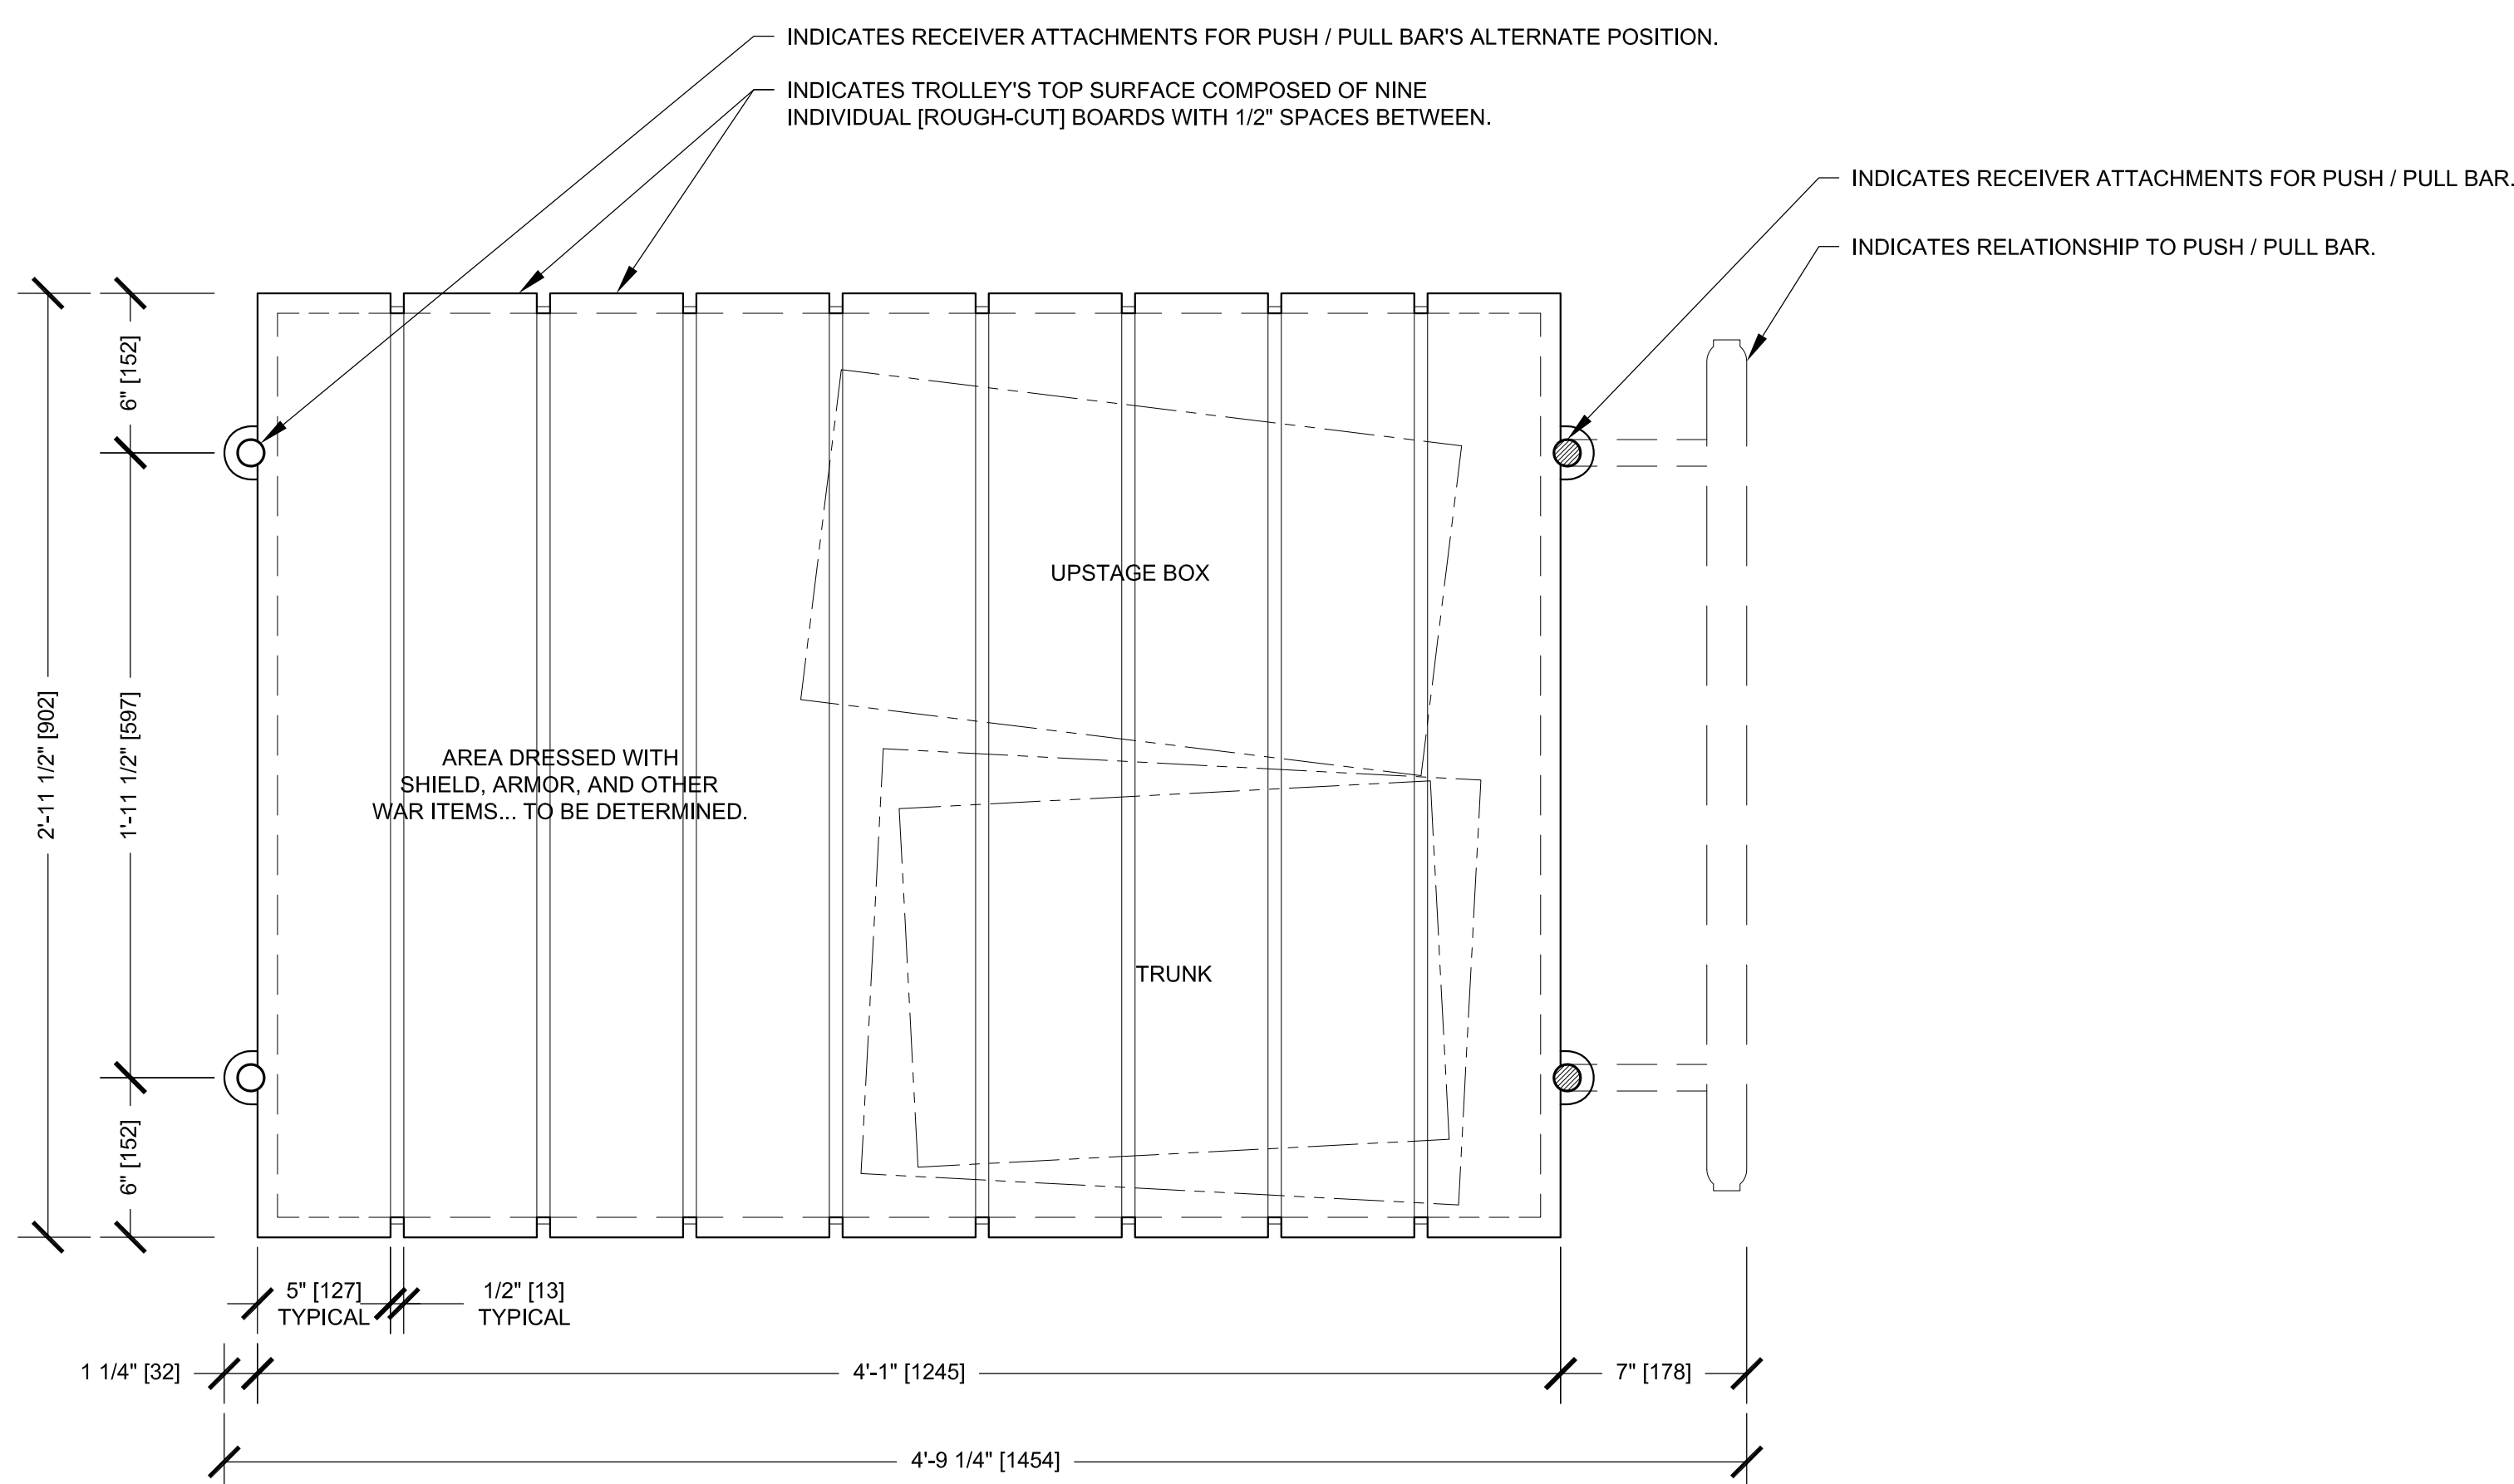 INDICATES RECEIVER ATTACHMENTS FOR PUSH / PULL BAR'S ALTERNATE POSITION.
INDICATES TROLLEY'S TOP SURFACE COMPOSED OF NINE
INDIVIDUAL [ROUGH-CUT] BOARDS WITH 1/2" SPACES BETWEEN.
INDICATES RECEIVER ATTACHMENTS FOR PUSH / PULL BAR.
INDICATES RELATIONSHIP TO PUSH / PULL BAR.
6" [152]
2'-11 1/2" [902]
1'-11 1/2" [597]
6" [152]
UPSTAGE BOX
AREA DRESSED WITH
SHIELD, ARMOR, AND OTHER
WAR ITEMS... TO BE DETERMINED.
TRUNK
5" [127]
TYPICAL
1/2" [13]
TYPICAL
1 1/4" [32]
4'-1" [1245]
7" [178]
4'-9 1/4" [1454]